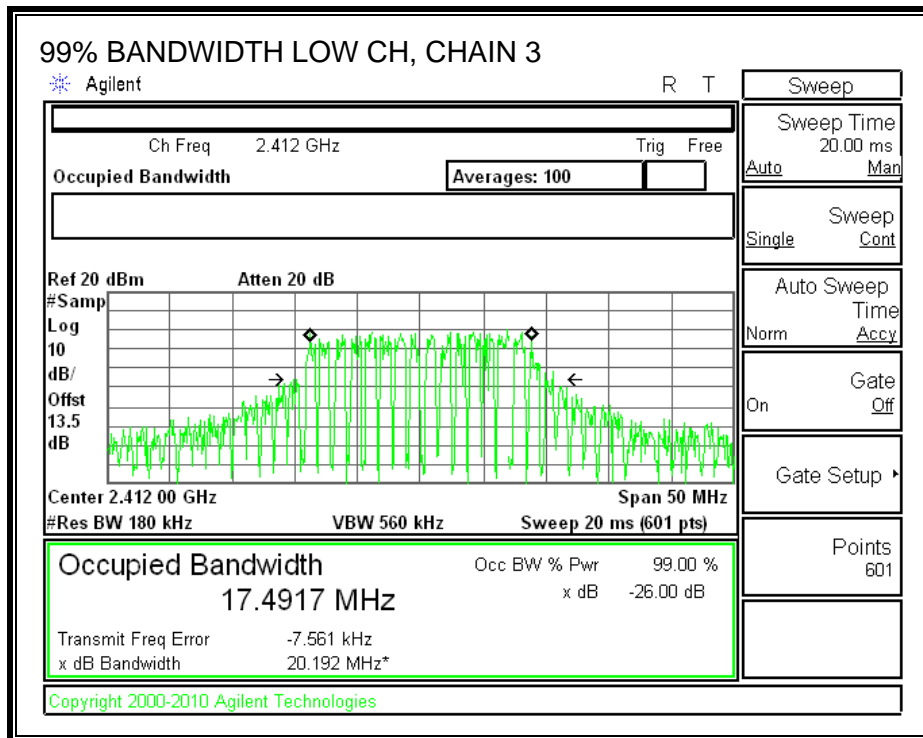 99% BANDWIDTH LOW CH, CHAIN 3
Agilent R T
Ch Freq 2.412 GHz Trig Free
Occupied Bandwidth Averages: 100
Ref 20 dBm Atten 20 dB
#Samp
Log
10
dB/
Offst
13.5
dB
Center 2.412 00 GHz Span 50 MHz
#Res BW 180 kHz VBW 560 kHz Sweep 20 ms (601 pts)
Occupied Bandwidth Occ BW % Pwr 99.00 %
17.4917 MHz x dB -26.00 dB
Transmit Freq Error -7.561 kHz
x dB Bandwidth 20.192 MHz*
Copyright 2000-2010 Agilent Technologies
Sweep
Sweep Time
20.00 ms
Auto Man
Sweep
Single Cont
Auto Sweep
Time
Norm Accy
Gate
On Off
Gate Setup
Points
601